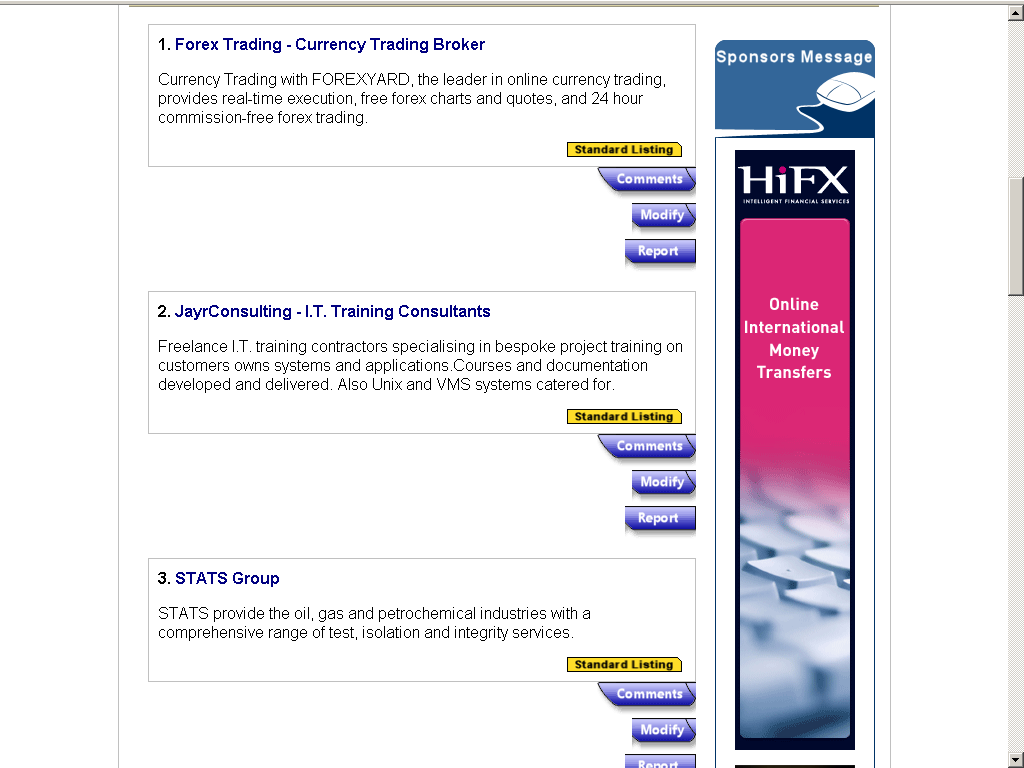 1. Forex Trading - Currency Trading Broker
Currency Trading with FOREXYARD, the leader in online currency trading,
provides real-time execution, free forex charts and quotes, and 24 hour
commission-free forex trading.
Standard Listing
Comments
Modify
Report
2. JayrConsulting - I.T. Training Consultants
Freelance I.T. training contractors specialising in bespoke project training on
customers owns systems and applications.Courses and documentation
developed and delivered. Also Unix and VMS systems catered for.
Standard Listing
Comments
Modify
Report
3. STATS Group
STATS provide the oil, gas and petrochemical industries with a
comprehensive range of test, isolation and integrity services.
Standard Listing
Comments
Modify
Report
Sponsors Message
HiFX
INTELLIGENT FINANCIAL SERVICES
Online
International
Money
Transfers